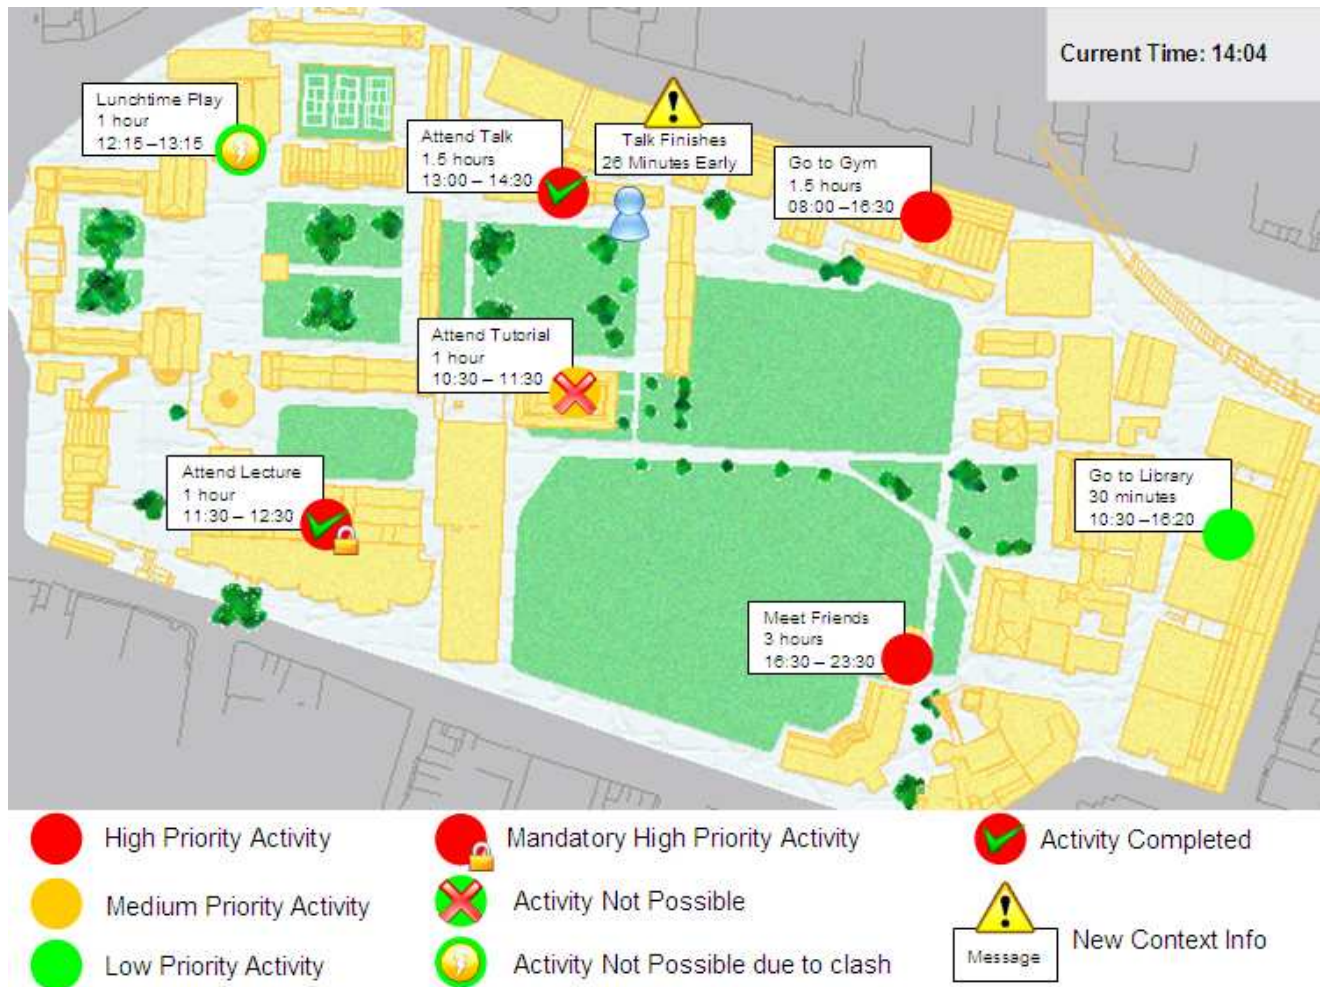 Current Time: 14:04
Lunchtime Play
1 hour
12:15 –13:15
Attend Talk
1.5 hours
13:00 – 14:30
Talk Finishes
26 Minutes Early
Go to Gym
1.5 hours
08:00 –16:30
Attend Tutorial
1 hour
10:30 – 11:30
Attend Lecture
1 hour
11:30 – 12:30
Go to Library
30 minutes
10:30 –16:20
Meet Friends
3 hours
16:30 – 23:30
High Priority Activity
Mandatory High Priority Activity
Activity Completed
Medium Priority Activity
Activity Not Possible
Message
New Context Info
Low Priority Activity
Activity Not Possible due to clash